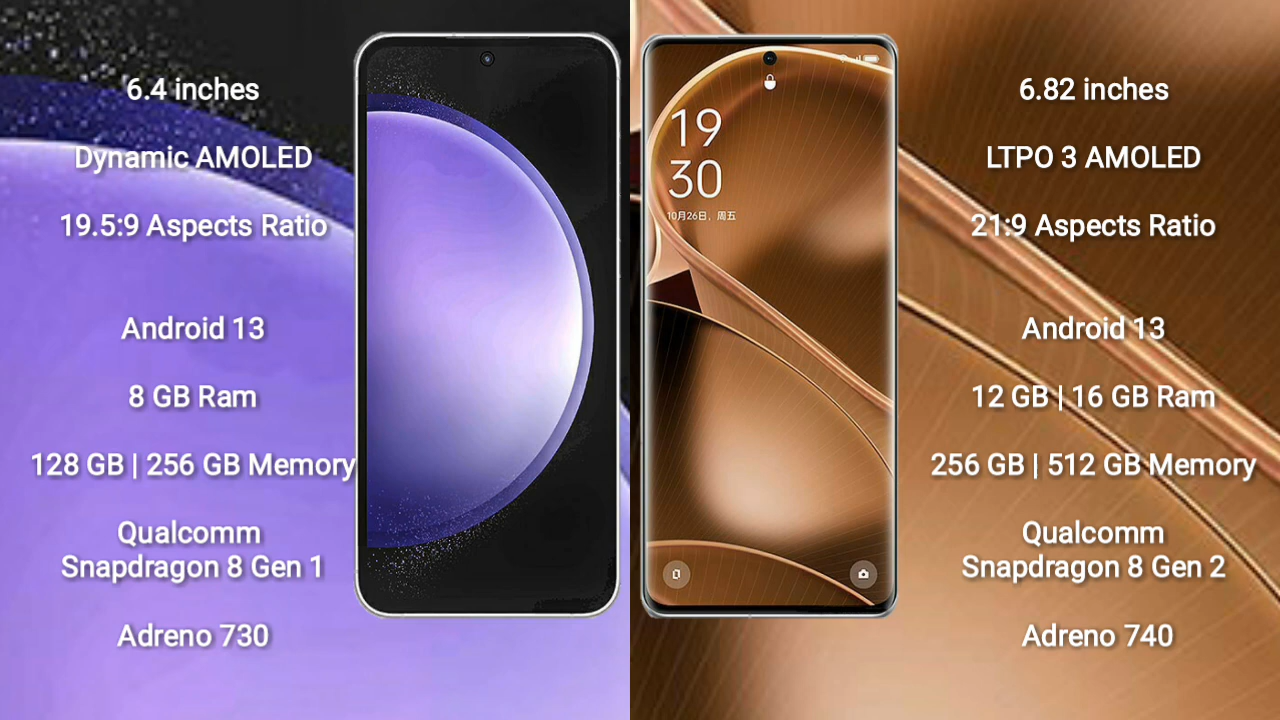 6.4 inches
Dynamic AMOLED
19.5:9 Aspects Ratio
Android 13
8 GB Ram
128 GB | 256 GB Memory
Qualcomm
Snapdragon 8 Gen 1
Adreno 730
19
30
10月26日，周五
6.82 inches
LTPO 3 AMOLED
21:9 Aspects Ratio
Android 13
12 GB | 16 GB Ram
256 GB | 512 GB Memory
Qualcomm
Snapdragon 8 Gen 2
Adreno 740